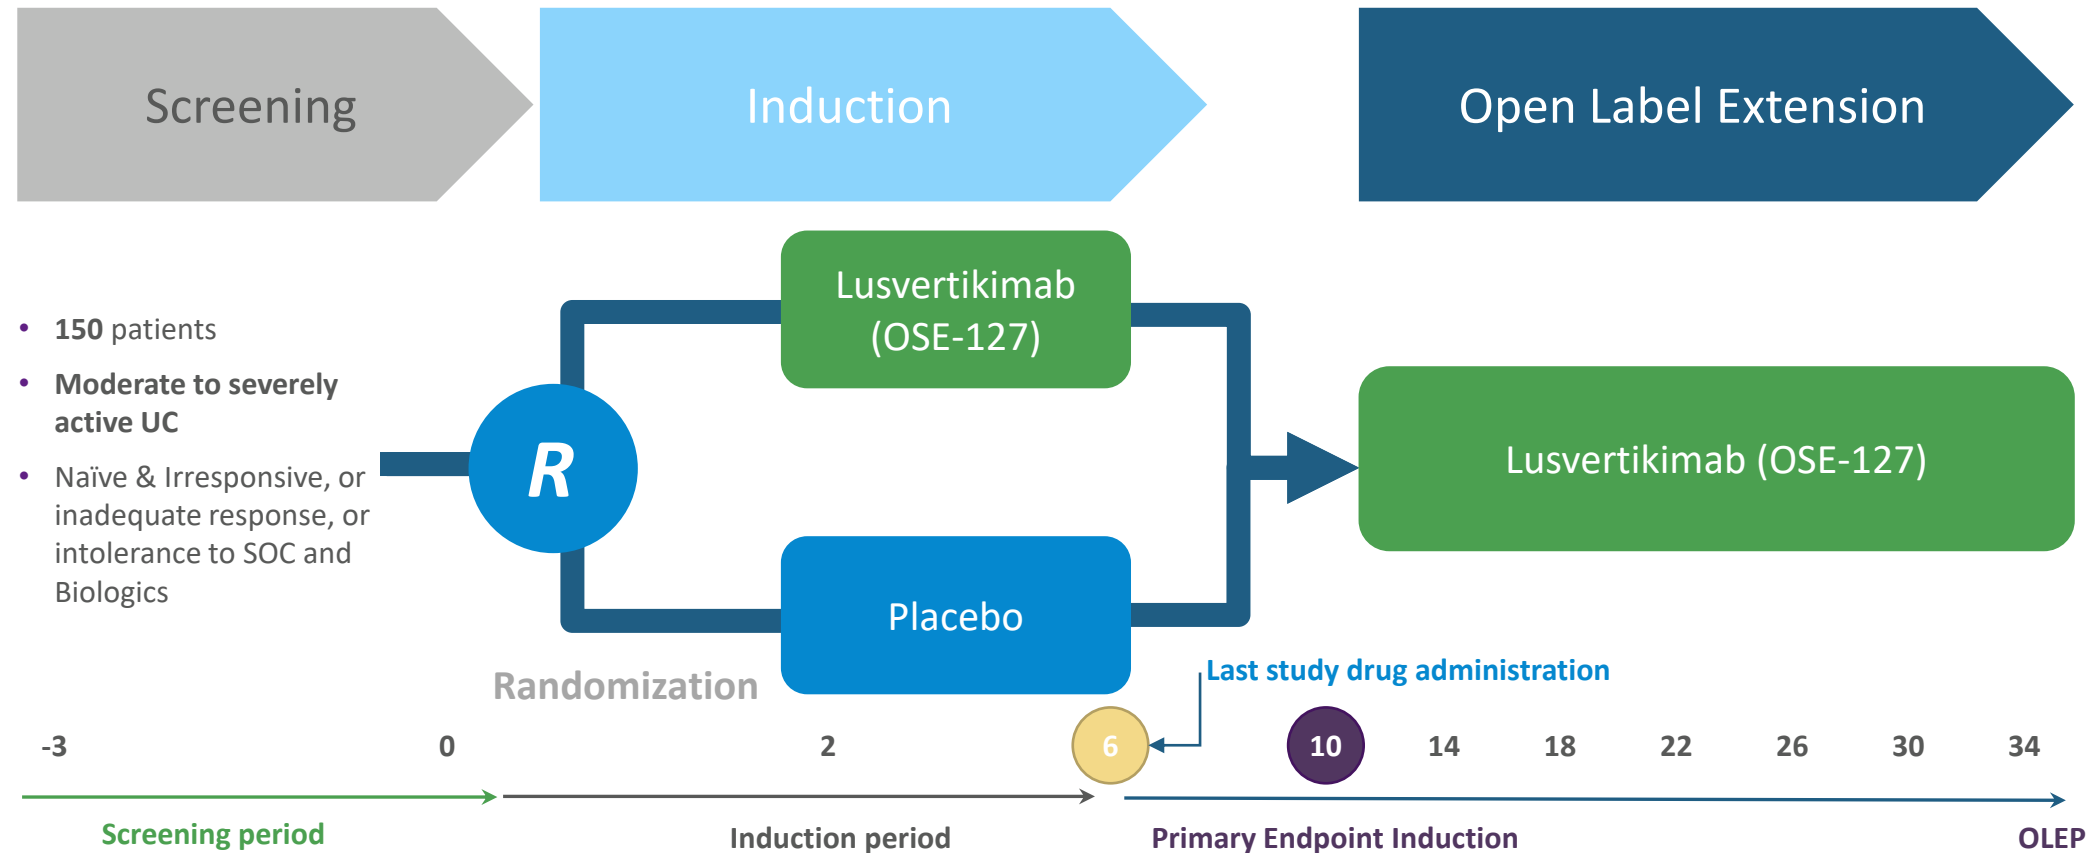 Screening
Induction
Open Label Extension
• 150 patients
• Moderate to severely
active UC
• Naïve & Irresponsive, or
inadequate response, or
intolerance to SOC and
Biologics
R
Randomization
Lusvertikimab
(OSE-127)
Placebo
Lusvertikimab (OSE-127)
Last study drug administration
-3 0 2 6 10 14 18 22 26 30 34
Screening period
Induction period
Primary Endpoint Induction
OLEP